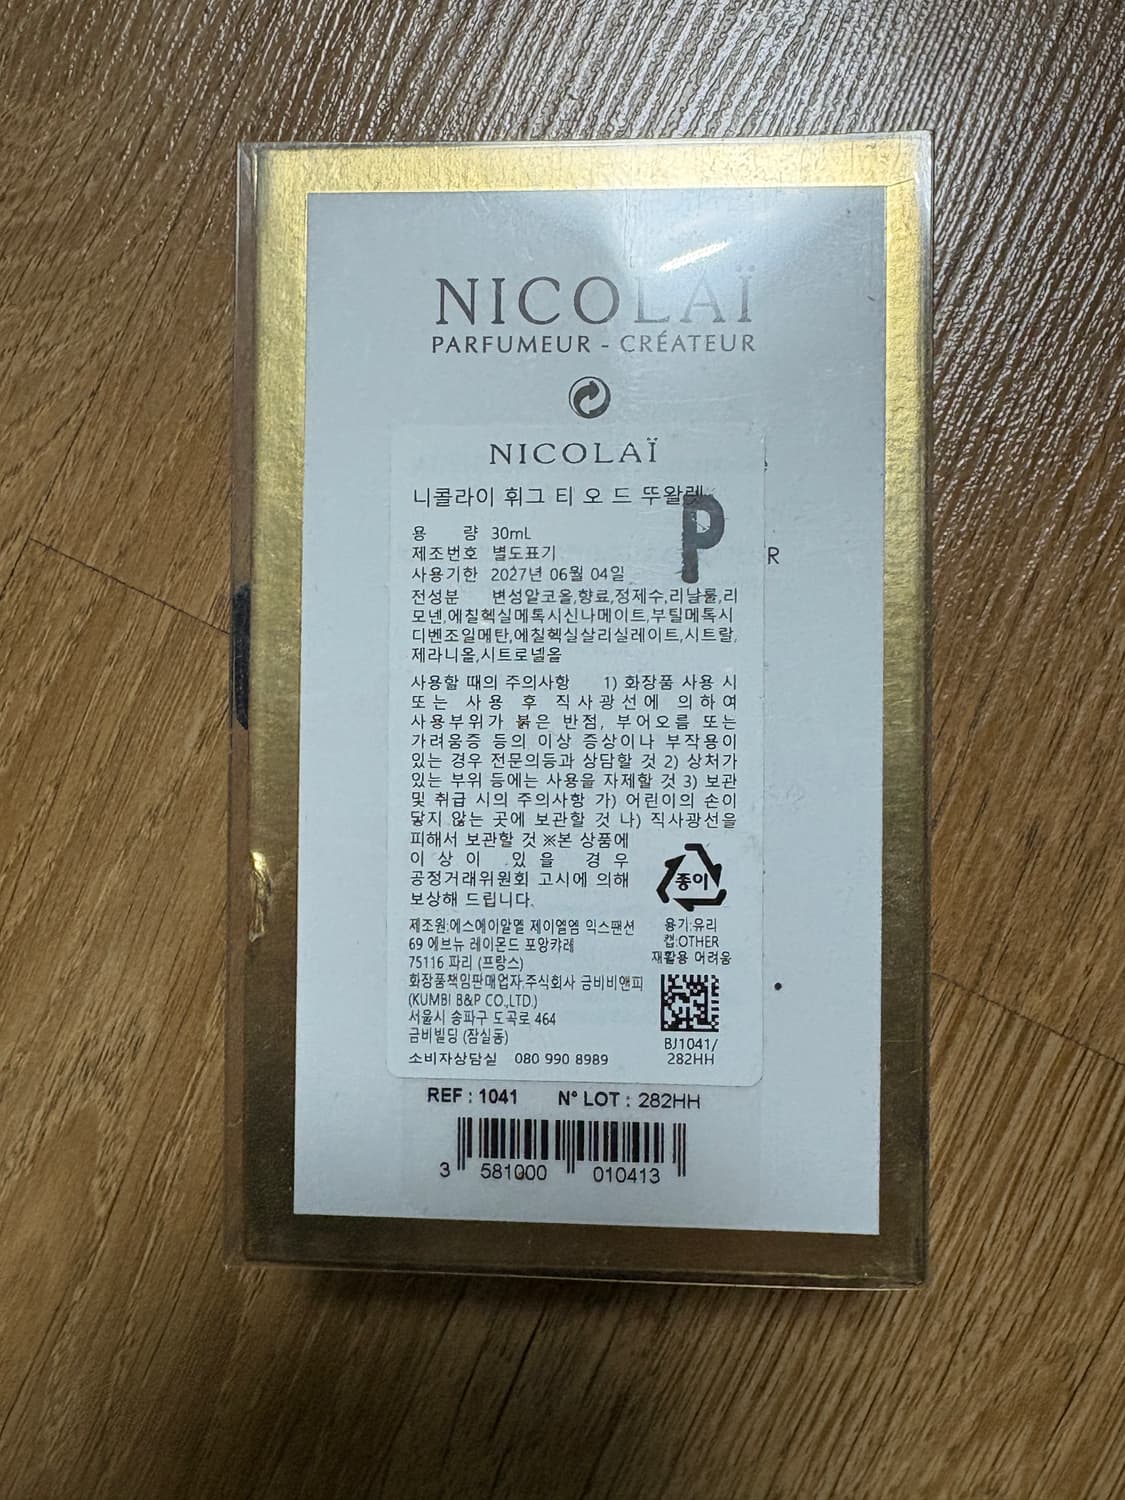 NICOLAÏ
PARFUMEUR - CRÉATEUR
NICOLAÏ
니콜라이 휘그 티 오 드 뚜왈렛
P
R
용 량 30mL
제조번호 별도표기
사용기한 2027년 06월 04일
전성분 변성알코올,향료,정제수,리날룰,리
모넨,에칠헥실메톡시신나메이트,부틸메톡시
디벤조일메탄,에칠헥실살리실레이트,시트랄,
제라니올,시트로넬올
사용할 때의 주의사항 1) 화장품 사용 시
또는 사용 후 직사광선에 의하여
사용부위가 붉은 반점, 부어오름 또는
가려움증 등의 이상 증상이나 부작용이
있는 경우 전문의등과 상담할 것 2) 상처가
있는 부위 등에는 사용을 자제할 것 3) 보관
및 취급 시의 주의사항 가) 어린이의 손이
닿지 않는 곳에 보관할 것 나) 직사광선을
피해서 보관할 것 ※본 상품에
이상이 있을 경우
공정거래위원회 고시에 의해
보상해 드립니다.
종이
제조원:에스에이알엘 제이엘엠 익스팬션
69 에브뉴 레이몬드 포앙캬레
75116 파리 (프랑스)
화장품책임판매업자:주식회사 금비비앤피
(KUMBI B&P CO.,LTD.)
서울시 송파구 도곡로 464
금비빌딩 (잠실동)
소비자상담실 080 990 8989
용기:유리
캡:OTHER
재활용 어려움
BJ1041/
282HH
REF : 1041 N° LOT : 282HH
3 581000 010413